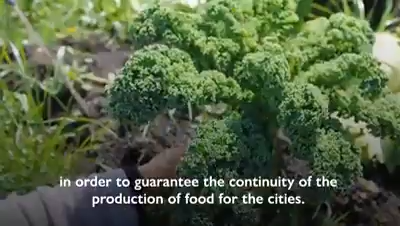 in order to guarantee the continuity of the
production of food for the cities.